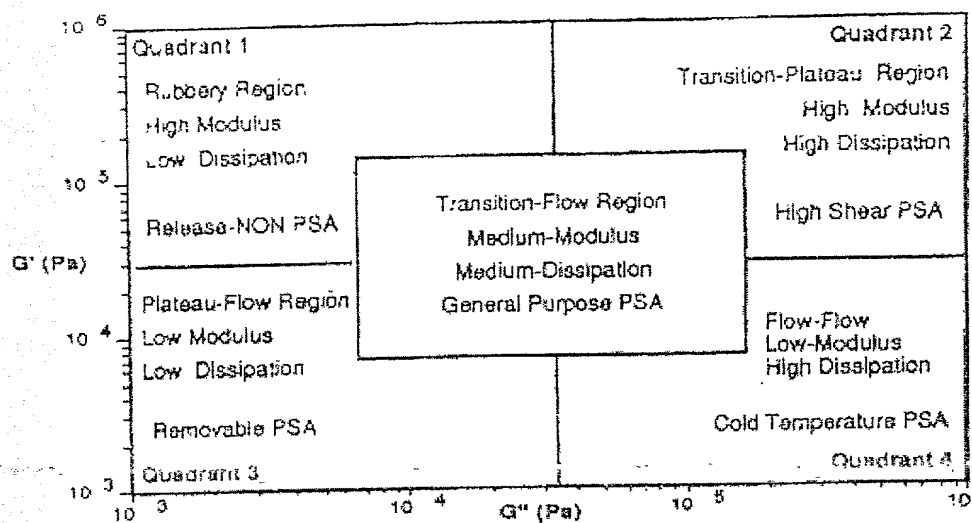 10 6
Quadrant 1
Rubbery Region
High Modulus
Low Dissipation
Release-NON PSA
Quadrant 2
Transition-Plateau Region
High Modulus
High Dissipation
High Shear PSA
10 5
G' (Pa)
Transition-Flow Region
Medium-Modulus
Medium-Dissipation
General Purpose PSA
Plateau-Flow Region
Low Modulus
Low Dissipation
Removable PSA
Quadrant 3
Flow-Flow
Low-Modulus
High Dissipation
Cold Temperature PSA
Quadrant 4
10 4
10 3
10 3
10 4
G" (Pa)
10 5
10